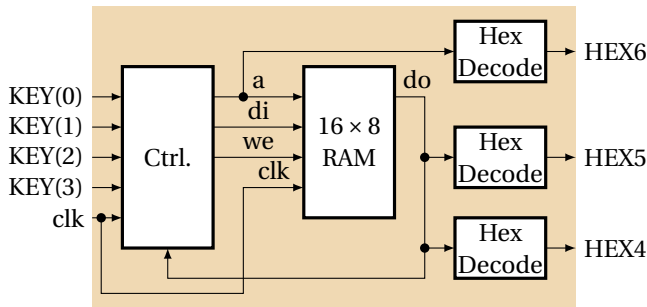 KEY(0)
KEY(1)
KEY(2)
KEY(3)
clk
Ctrl.
a
di
we
clk
16 × 8
RAM
do
Hex
Decode
HEX6
Hex
Decode
HEX5
Hex
Decode
HEX4